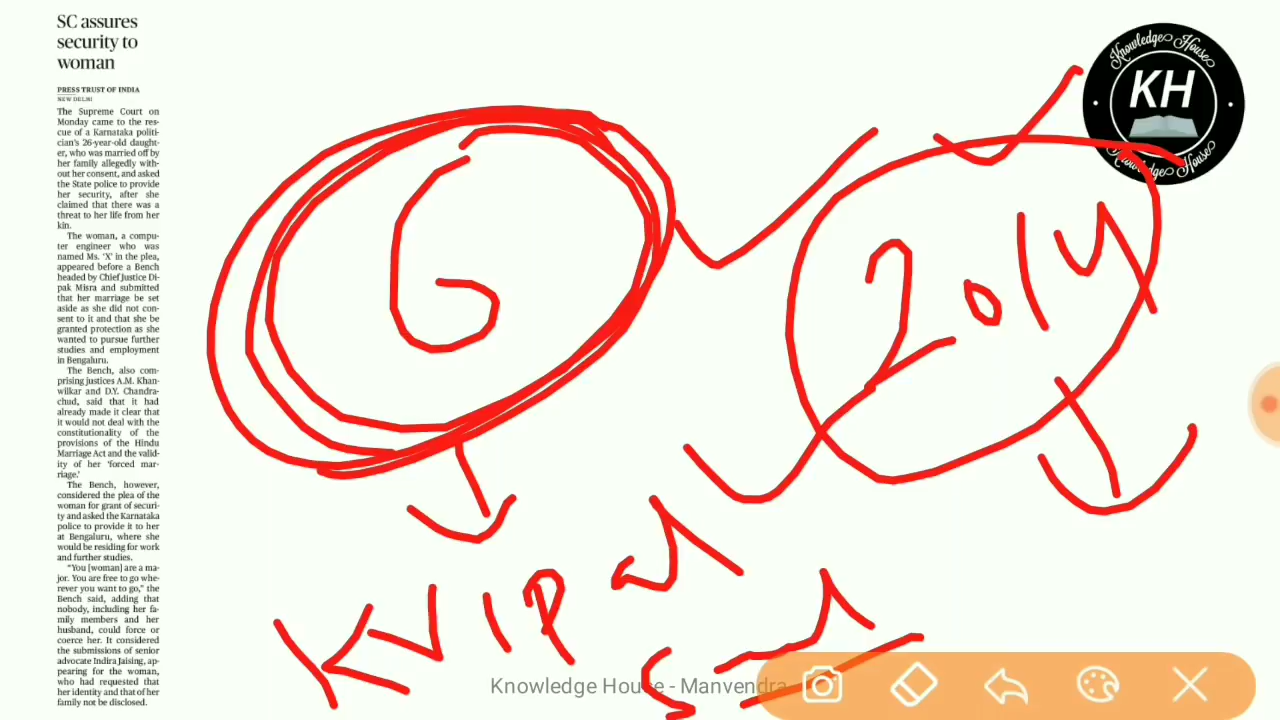 SC assures
security to
woman
PRESS TRUST OF INDIA
NEW DELHI
The Supreme Court on
Monday came to the res-
cue of a Karnataka politi-
cian's 26-year-old daught-
er, who was married off by
her family allegedly with-
out her consent, and asked
the State police to provide
her security, after she
claimed that there was a
threat to her life from her
kin.
The woman, a compu-
ter engineer who was
named Ms. 'X' in the plea,
appeared before a Bench
headed by Chief Justice Di-
pak Misra and submitted
that her marriage be set
aside as she did not con-
sent to it and that she be
granted protection as she
wanted to pursue further
studies and employment
in Bengaluru.
The Bench, also com-
prising justices A.M. Khan-
wilkar and D.Y. Chandra-
chud, said that it had
already made it clear that
it would not deal with the
constitutionality of the
provisions of the Hindu
Marriage Act and the valid-
ity of her 'forced mar-
riage.'
The Bench, however,
considered the plea of the
woman for grant of securi-
ty and asked the Karnataka
police to provide it to her
at Bengaluru, where she
would be residing for work
and further studies.
"You [woman] are a ma-
jor. You are free to go whe-
rever you want to go," the
Bench said, adding that
nobody, including her fa-
mily members and her
husband, could force or
coerce her. It considered
the submissions of senior
advocate Indira Jaising, ap-
pearing for the woman,
who had requested that
her identity and that of her
family not be disclosed.
Knowledge House
KH
Knowledge House
6
2014
Knowledge House - Manvendra